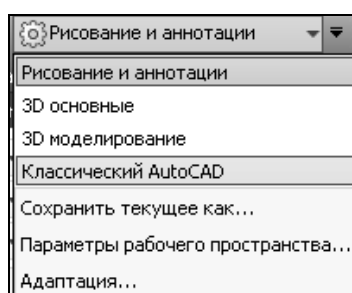 Рисование и аннотации
Рисование и аннотации
3D основные
3D моделирование
Классический AutoCAD
Сохранить текущее как...
Параметры рабочего пространства...
Адаптация...